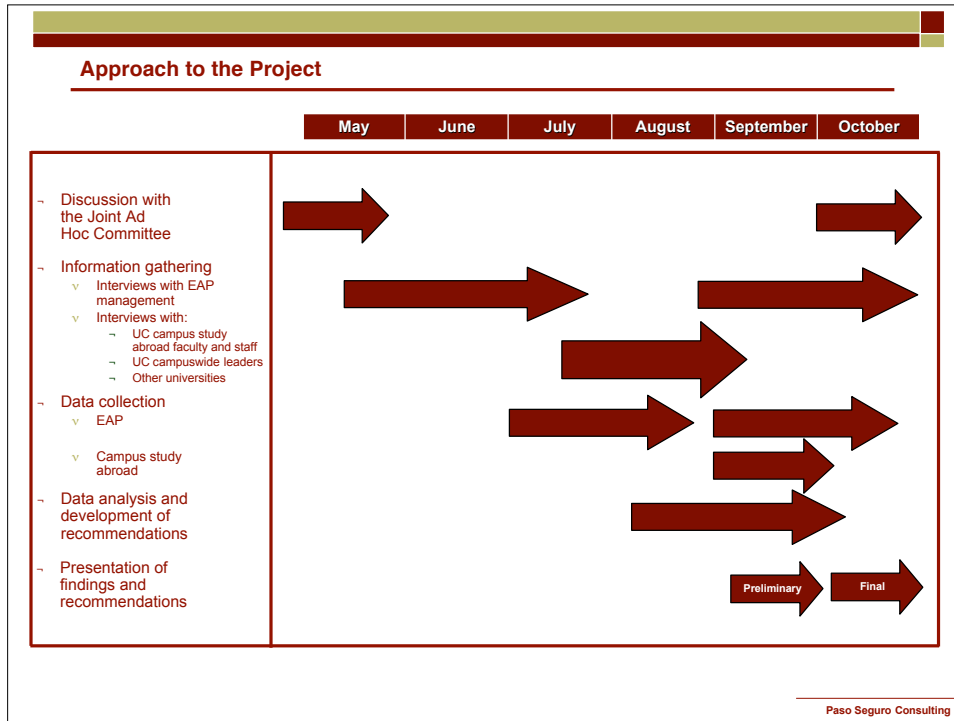 Approach to the Project
May June July August September October
¬ Discussion with
the Joint Ad
Hoc Committee
¬ Information gathering
v Interviews with EAP
management
v Interviews with:
¬ UC campus study
abroad faculty and staff
¬ UC campuswide leaders
¬ Other universities
¬ Data collection
v EAP
v Campus study
abroad
¬ Data analysis and
development of
recommendations
¬ Presentation of
findings and
recommendations
Preliminary Final
Paso Seguro Consulting